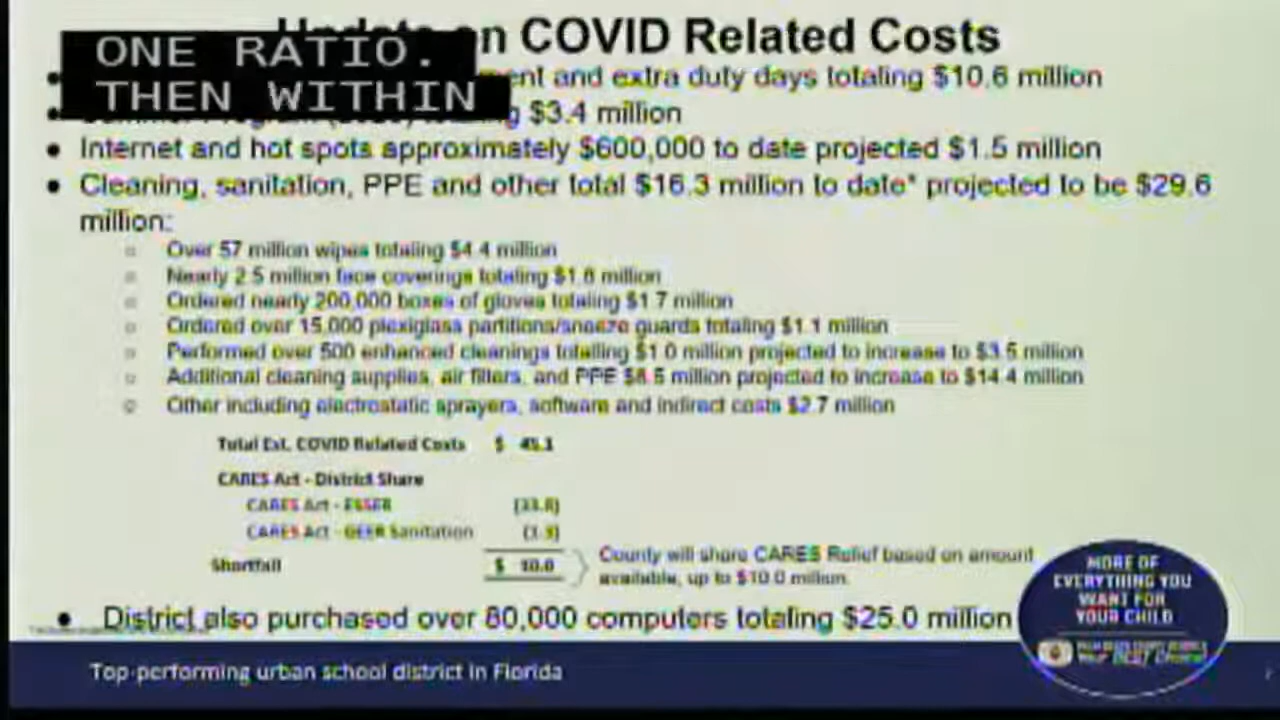 Update on COVID Related Costs
ONE RATIO.
THEN WITHIN
and extra duty days totaling $10.6 million
$3.4 million
• Internet and hot spots approximately $600,000 to date projected $1.5 million
• Cleaning, sanitation, PPE and other total $16.3 million to date* projected to be $29.6
million:
○ Over 57 million wipes totaling $4.4 million
○ Nearly 2.5 million face coverings totaling $1.6 million
○ Ordered nearly 200,000 boxes of gloves totaling $1.7 million
○ Ordered over 15,000 plexiglass partitions/sneeze guards totaling $1.1 million
○ Performed over 500 enhanced cleanings totalling $1.0 million projected to increase to $3.5 million
○ Additional cleaning supplies, air filters, and PPE $8.5 million projected to increase to $14.4 million
○ Other including electrostatic sprayers, software and indirect costs $2.7 million
Total Est. COVID Related Costs $ 45.1
CARES Act - District Share
CARES Act - ESSER (33.8)
CARES Act - GEER Sanitation (1.3)
Shortfall $ 10.0
County will share CARES Relief based on amount
available, up to $10.0 million.
• District also purchased over 80,000 computers totaling $25.0 million
MORE OF
EVERYTHING YOU
WANT FOR
YOUR CHILD
Your BEST Choice!
Top-performing urban school district in Florida